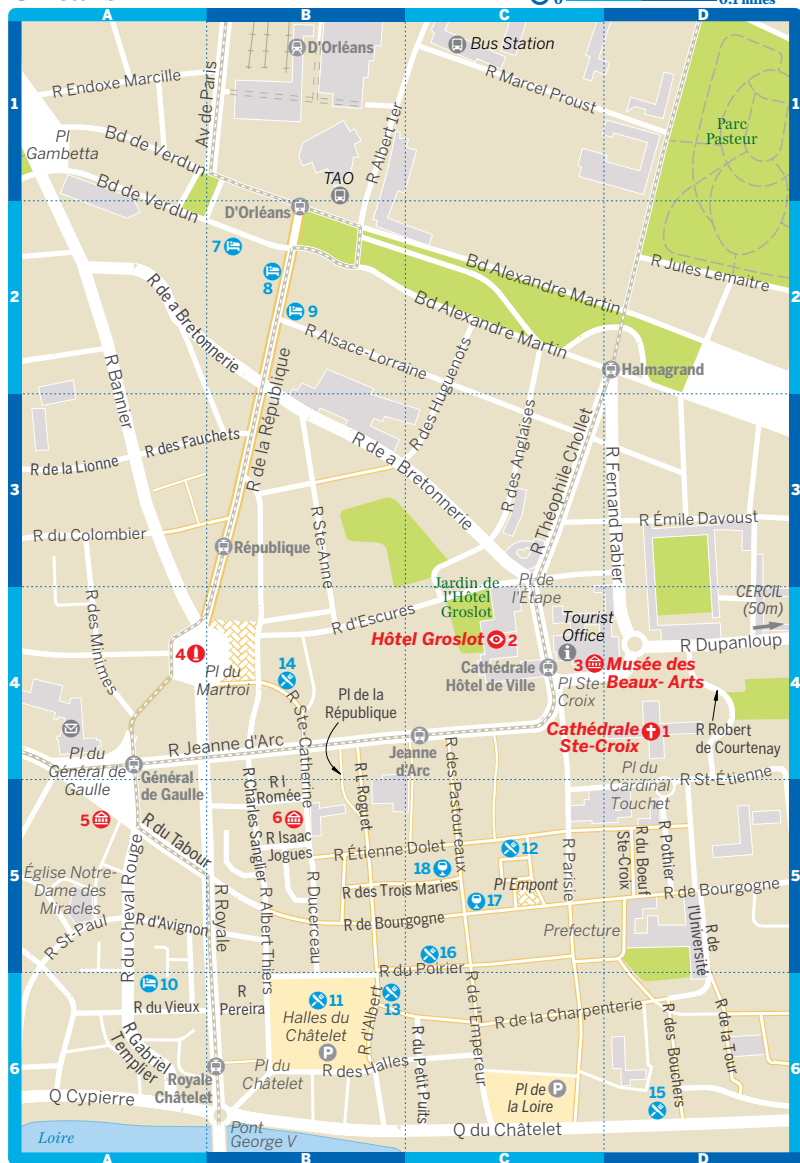 0
0.1 miles
A
B
C
D
1
1
D'Orléans
Bus Station
R Endoxe Marcille
Av de Paris
R Marcel Proust
Parc
Pasteur
Pl
Gambetta
Bd de Verdun
R Albert 1er
TAO
Bd de Verdun
D'Orléans
7
8
9
2
2
Bd Alexandre Martin
R Jules Lemaitre
Bd Alexandre Martin
R de a Bretonnerie
R Alsace-Lorraine
R Bannier
R de la République
R des Huguenots
Halmagrand
R des Fauchets
R de la Lionne
R de a Bretonnerie
R des Anglaises
R Théophile Chollet
R Fernand Rabier
3
3
R du Colombier
République
R Ste-Anne
R Émile Davoust
R des Minimes
Jardin de
l'Hôtel
Groslot
Pl de
l'Étape
CERCIL
(50m)
R d'Escures
Hôtel Groslot
2
Tourist
Office
R Dupanloup
4
4
4
Pl du
Martroi
14
Cathédrale
Hôtel de Ville
3
Musée des
Beaux- Arts
Pl Ste-
Croix
Pl de la
République
R Ste-Catherine
Cathédrale
Ste-Croix
1
R Robert
de Courtenay
R Jeanne d'Arc
Jeanne
d'Arc
Pl du
Général de
Gaulle
Général
de Gaulle
Pl du
Cardinal
Touchet
R St-Étienne
R Charles Sanglier
R I
Romée
R L Roguet
R des Pastoureaux
5
6
R du Tabour
R Isaac
Jogues
R Étienne Dolet
12
18
R Parisie
R du Boeuf
Ste-Croix
R Pothier
5
5
Église Notre-
Dame des
Miracles
R du Cheval Rouge
R Royale
R Albert Thiers
R Ducerceau
R des Trois Maries
Pl Empont
17
R de Bourgogne
R de Bourgogne
R St-Paul
R d'Avignon
Prefecture
R de
l'Université
16
R du Poirier
10
R du Vieux
R
Pereira
11
Halles du
Châtelet
R d'Albert
13
R de l'Empereur
R de la Charpenterie
R des Bouchers
R de la Tour
R Gabriel
Templier
R du Petit Puits
6
6
Royale
Châtelet
Pl du
Châtelet
R des Halles
P
Pl de
la Loire
P
15
Q Cypierre
Q du Châtelet
Loire
Pont
George V
A
B
C
D